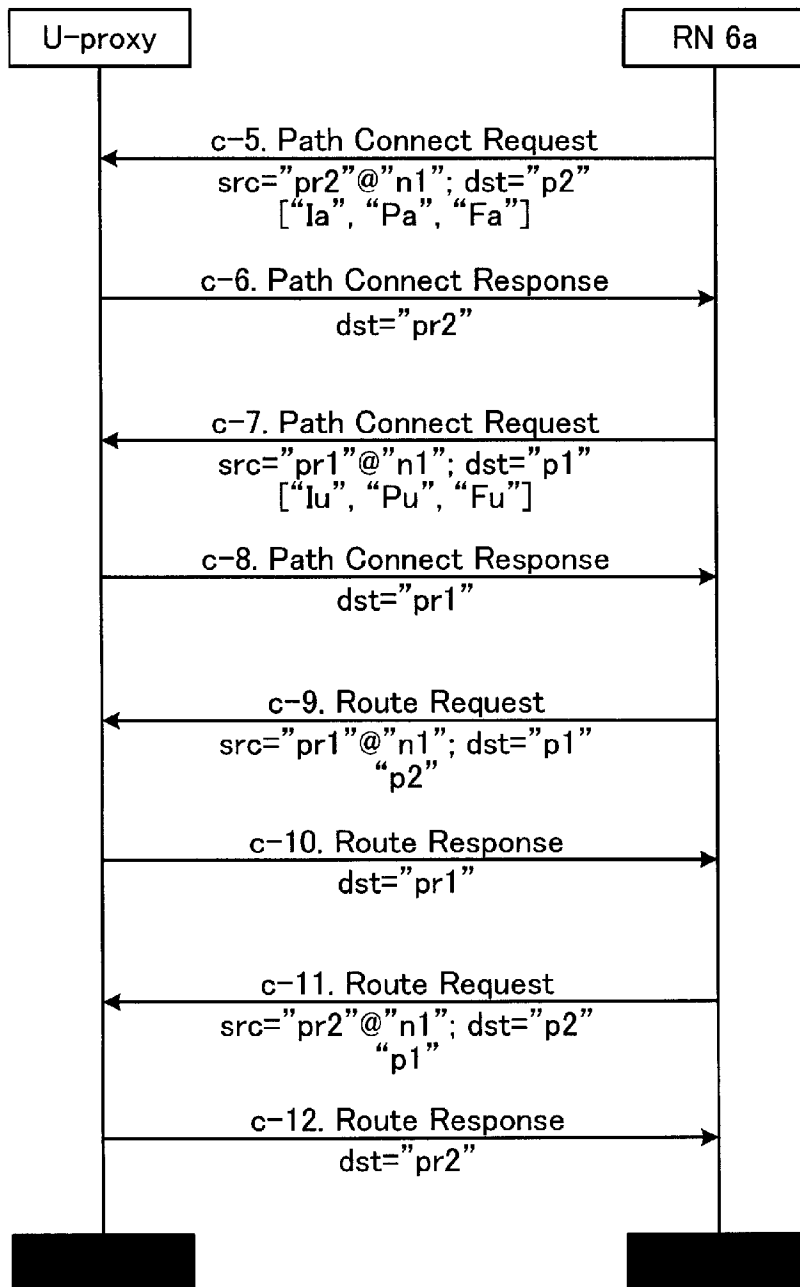 U-proxy
RN 6a
c-5. Path Connect Request
src=”pr2”@”n1”; dst=”p2”
[“Ia”, “Pa”, “Fa”]
c-6. Path Connect Response
dst=”pr2”
c-7. Path Connect Request
src=”pr1”@”n1”; dst=”p1”
[“Iu”, “Pu”, “Fu”]
c-8. Path Connect Response
dst=”pr1”
c-9. Route Request
src=”pr1”@”n1”; dst=”p1”
“p2”
c-10. Route Response
dst=”pr1”
c-11. Route Request
src=”pr2”@”n1”; dst=”p2”
“p1”
c-12. Route Response
dst=”pr2”